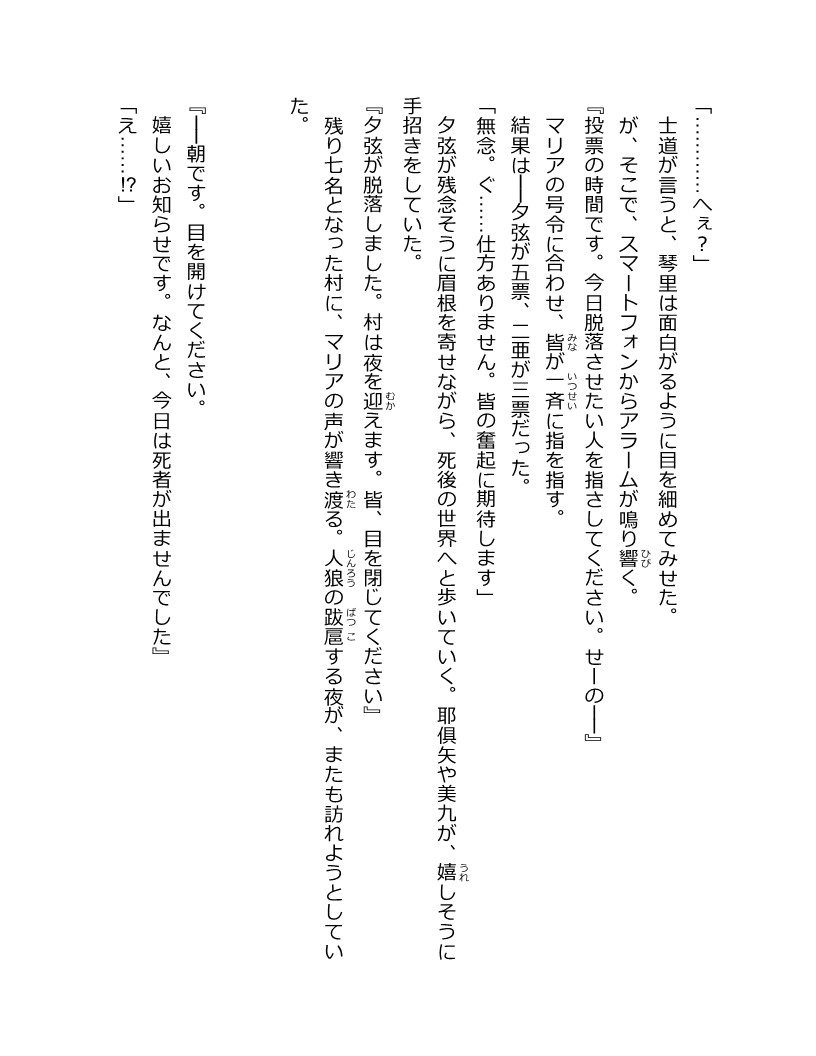 「…………へぇ？」
　士道が言うと、琴里は面白がるように目を細めてみせた。
　が、そこで、スマートフォンからアラームが鳴り響く。
『投票の時間です。今日脱落させたい人を指さしてください。せーの──』
　マリアの号令に合わせ、皆が一斉に指を指す。
　結果は──夕弦が五票、二亜が三票だった。
「無念。ぐ……仕方ありません。皆の奮起に期待します」
　夕弦が残念そうに眉根を寄せながら、死後の世界へと歩いていく。耶倶矢や美九が、嬉しそうに
手招きをしていた。
『夕弦が脱落しました。村は夜を迎えます。皆、目を閉じてください』
　残り七名となった村に、マリアの声が響き渡る。人狼の跋扈する夜が、またも訪れようとしてい
た。
『──朝です。目を開けてください。
　嬉しいお知らせです。なんと、今日は死者が出ませんでした』
「え……!?」